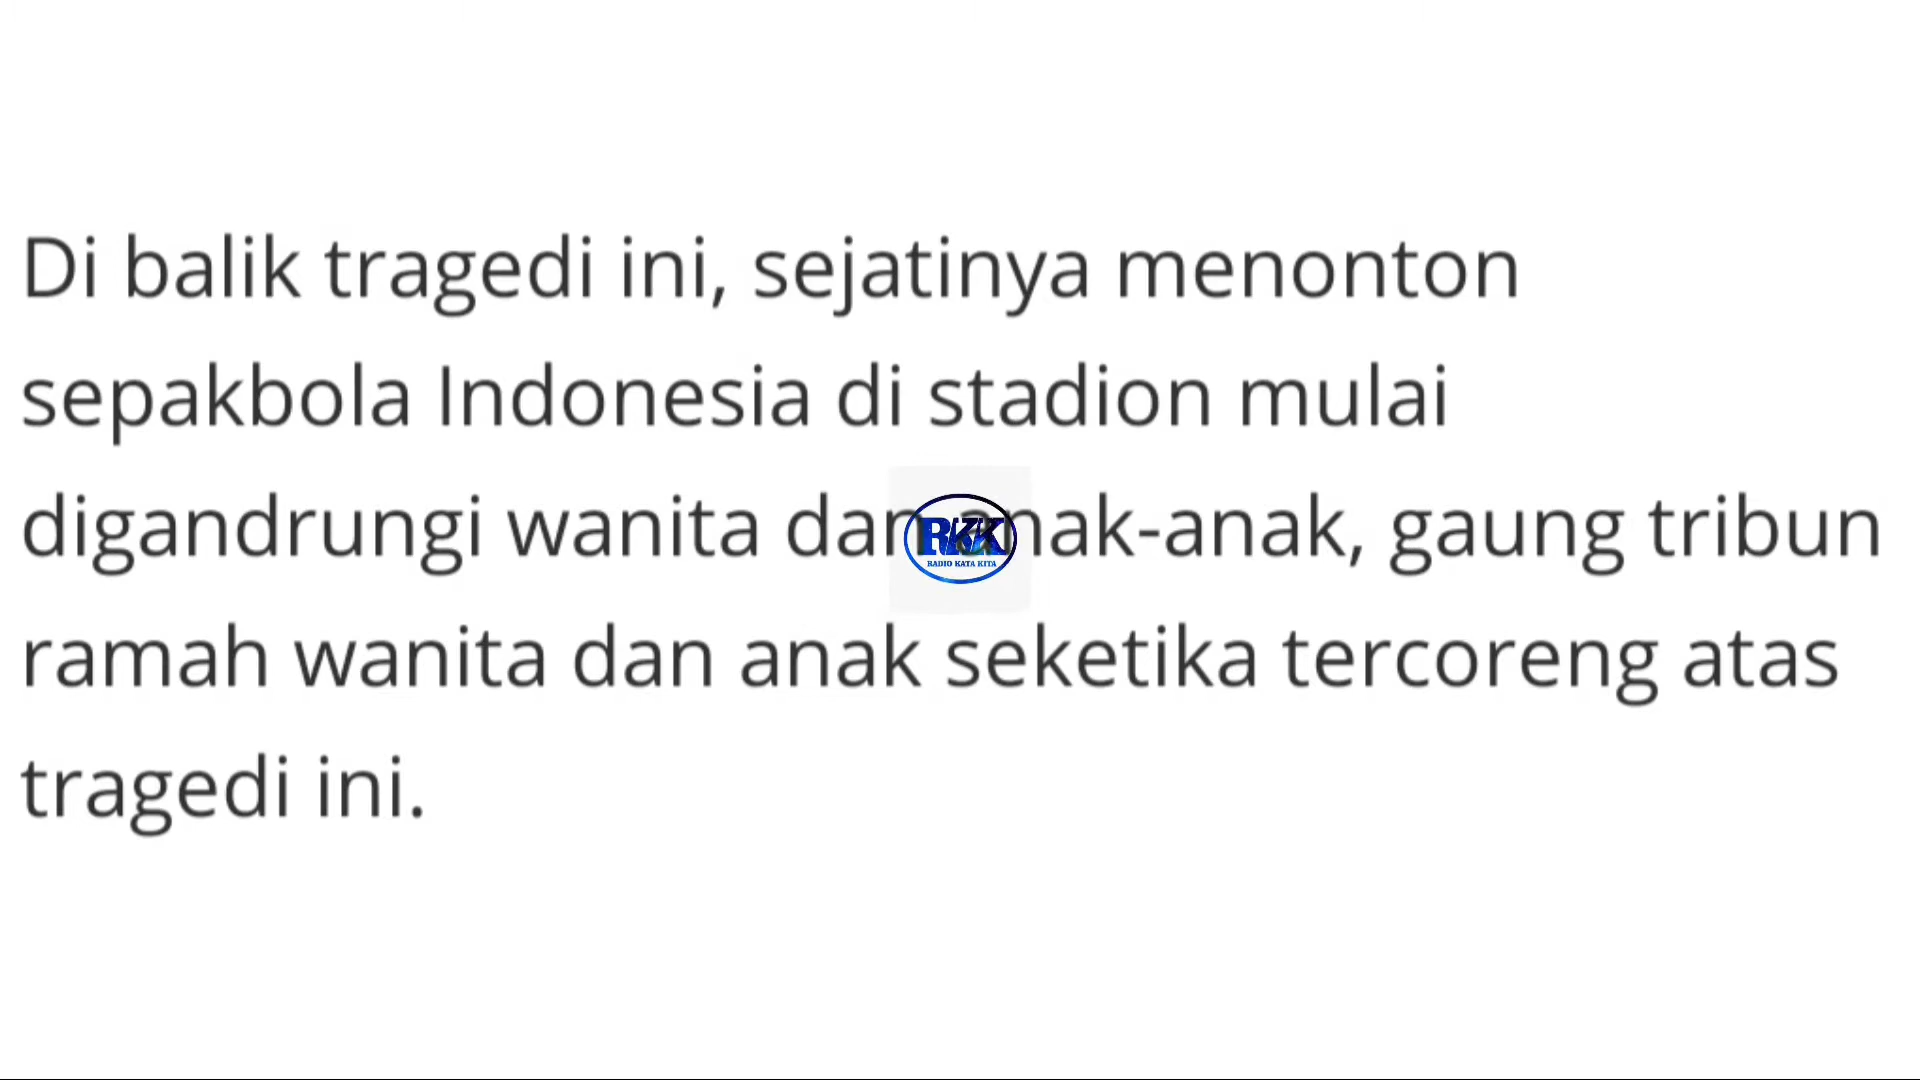 Di balik tragedi ini, sejatinya menonton
sepakbola Indonesia di stadion mulai
digandrungi wanita dan anak-anak, gaung tribun
ramah wanita dan anak seketika tercoreng atas
tragedi ini.
RKK
RADIO KATA KITA